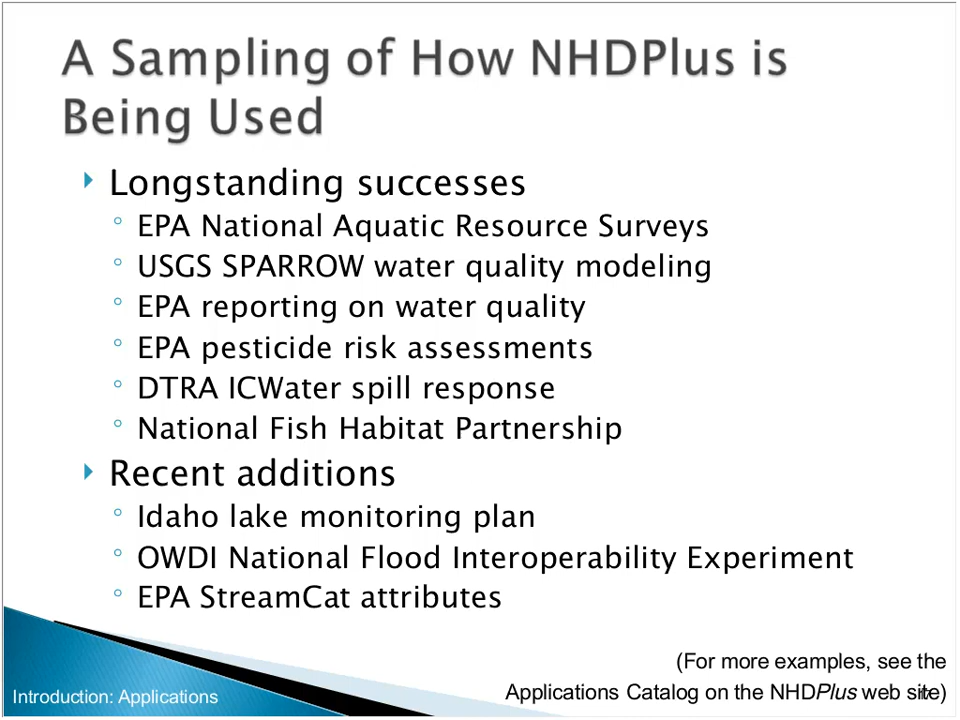 A Sampling of How NHDPlus is
Being Used
Longstanding successes
EPA National Aquatic Resource Surveys
USGS SPARROW water quality modeling
EPA reporting on water quality
EPA pesticide risk assessments
DTRA ICWater spill response
National Fish Habitat Partnership
Recent additions
Idaho lake monitoring plan
OWDI National Flood Interoperability Experiment
EPA StreamCat attributes
(For more examples, see the
Applications Catalog on the NHDPlus web site)
Introduction: Applications